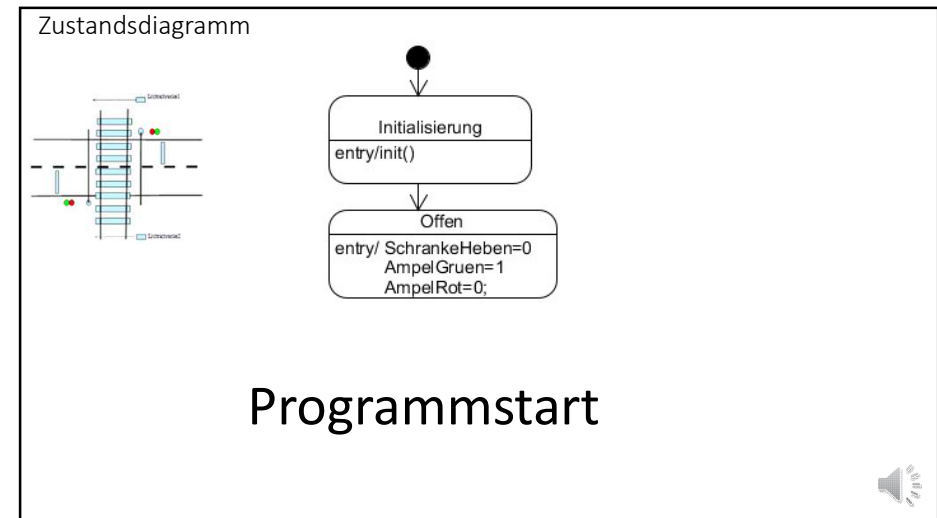 Zustandsdiagramm
Initialisierung
entry/init()
Offen
entry/ SchrankeHeben=0
AmpelGruen=1
AmpelRot=0;
Programmstart